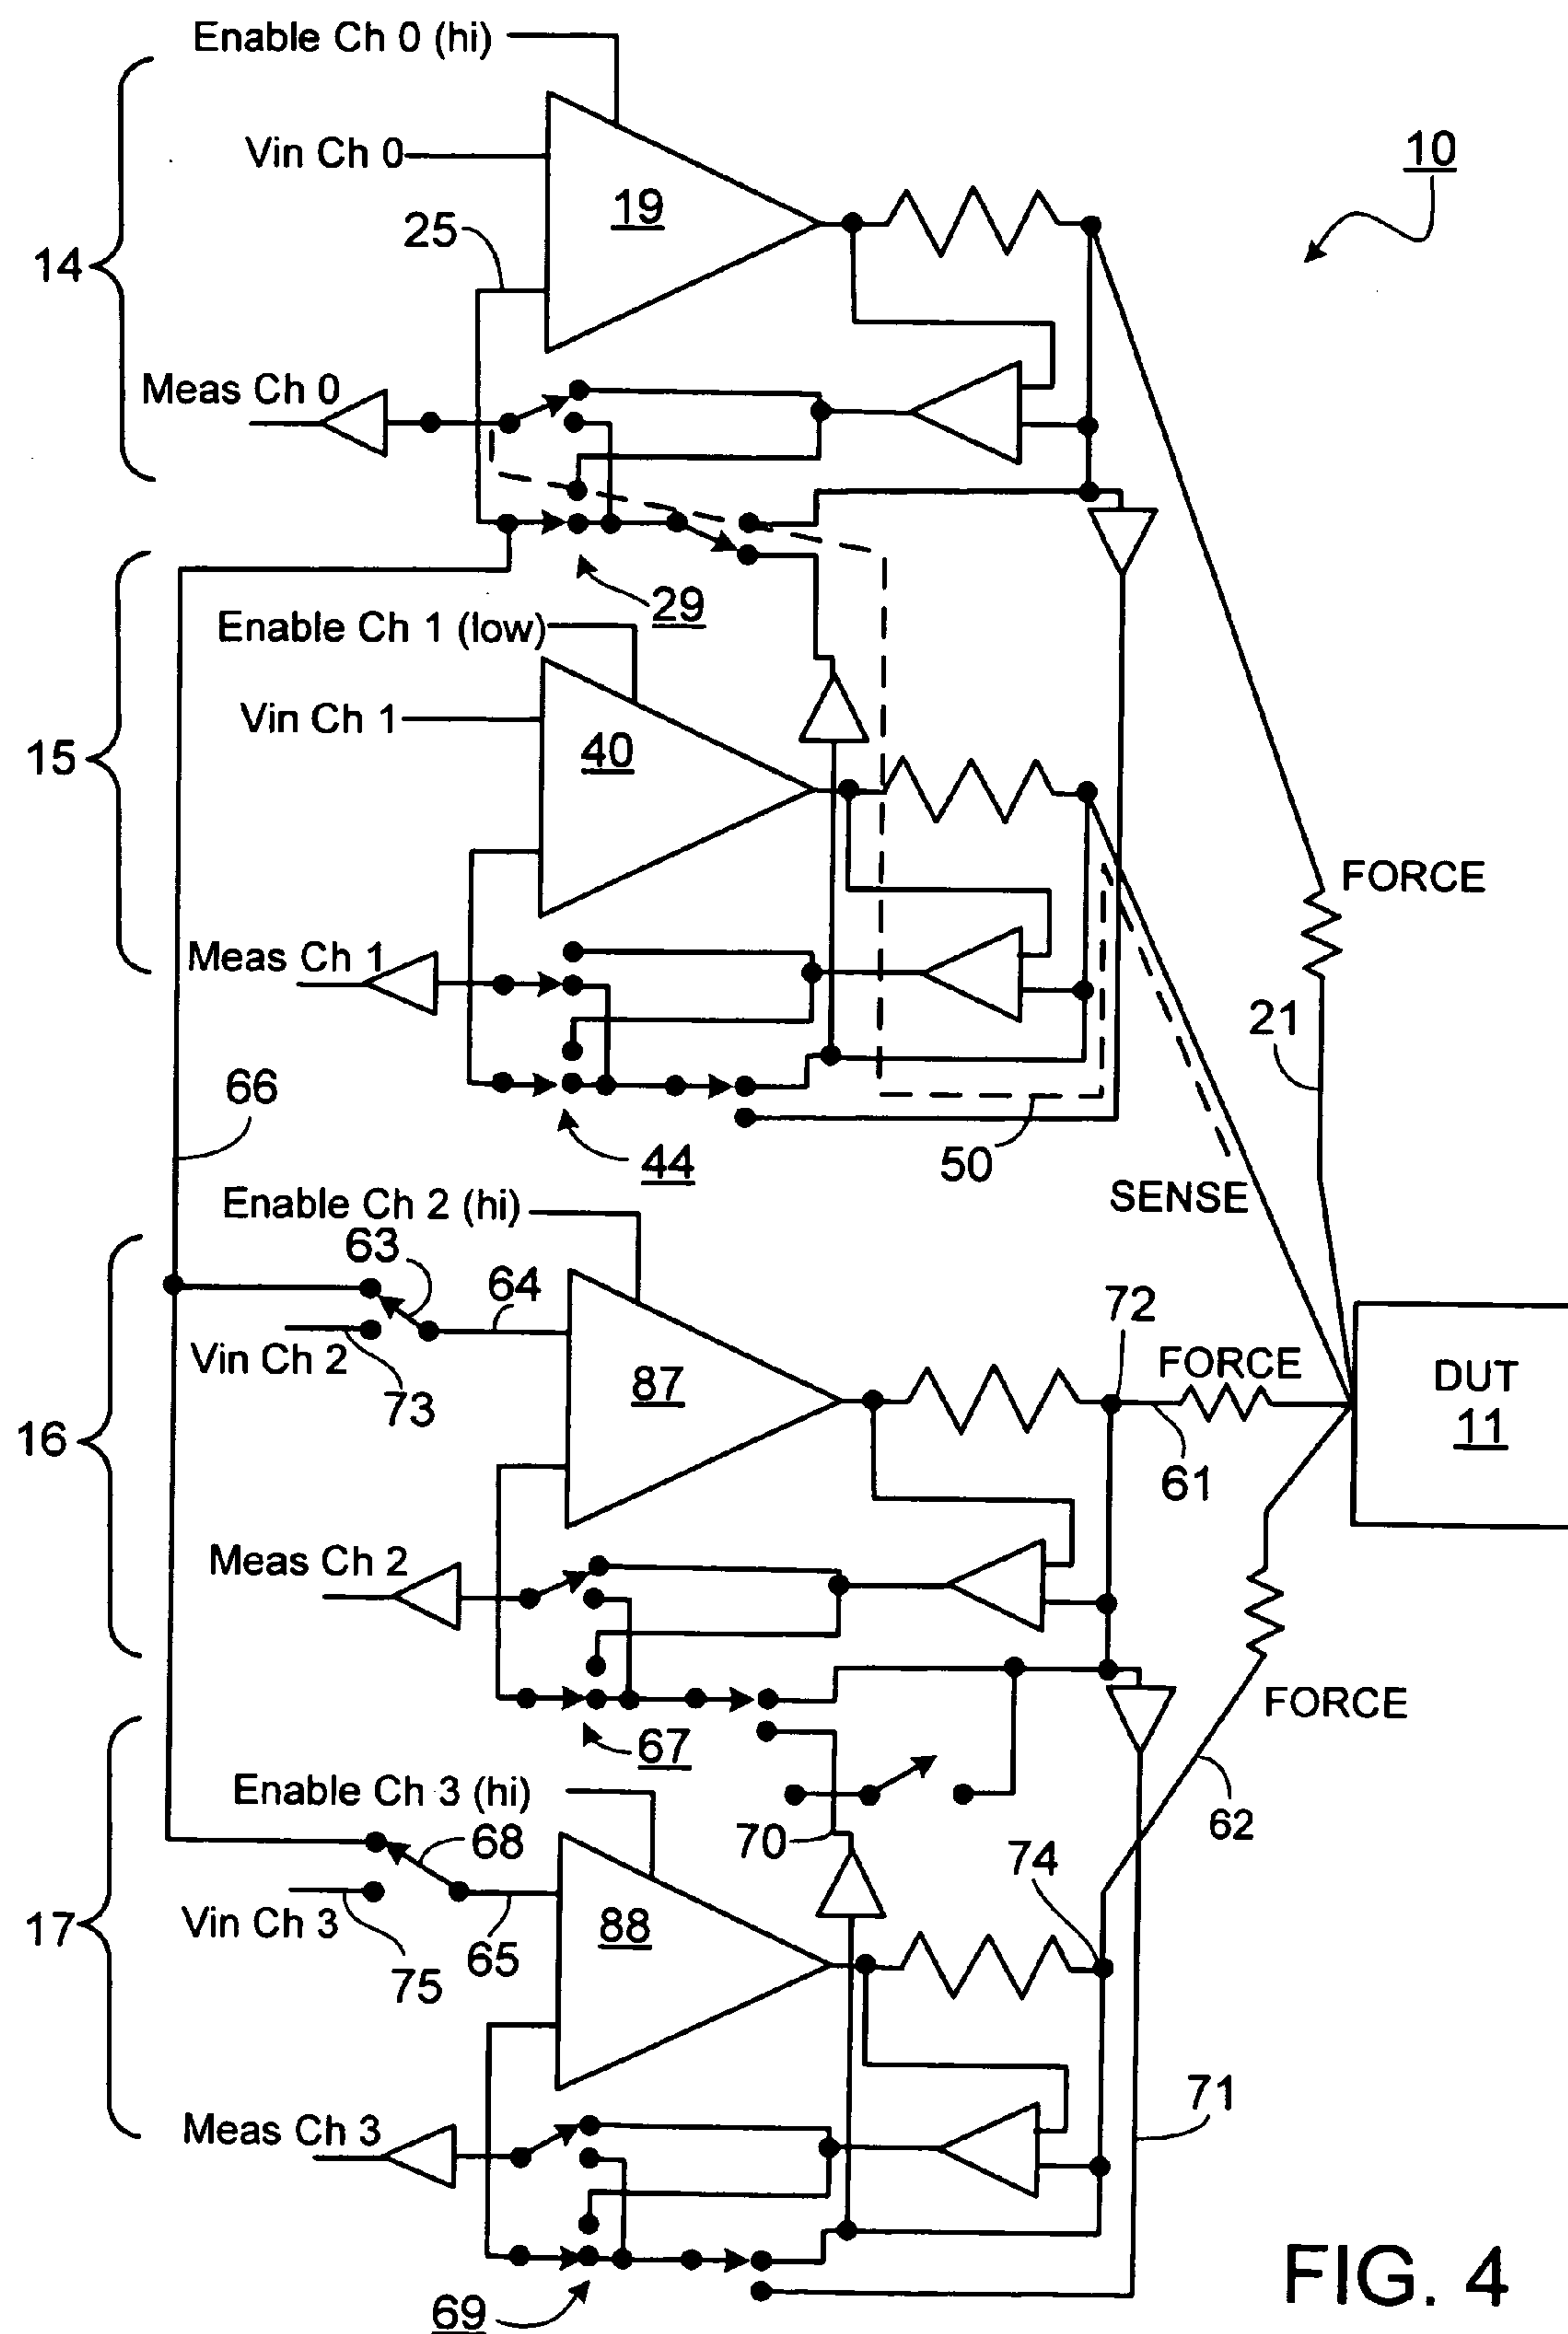 Enable Ch 0 (hi)
10
Vin Ch 0
19
25
14
Meas Ch 0
29
Enable Ch 1 (low)
Vin Ch 1
40
15
FORCE
Meas Ch 1
21
66
50
44
SENSE
Enable Ch 2 (hi)
63
64
72
Vin Ch 2
73
87
FORCE
DUT
11
16
61
Meas Ch 2
FORCE
67
Enable Ch 3 (hi)
70
62
68
74
Vin Ch 3
88
17
65
75
71
Meas Ch 3
69
FIG. 4